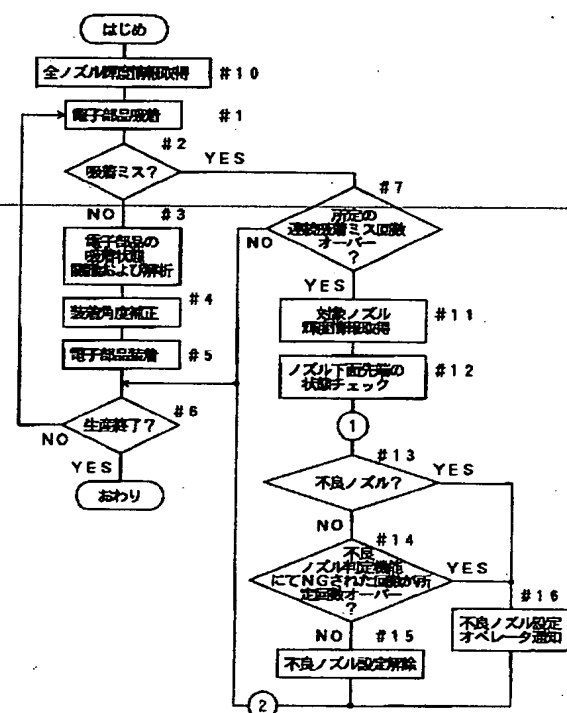 はじめ
全ノズル輝度情報取得
#10
電子部品吸着
#1
#2
吸着ミス?
YES
NO
#3
電子部品の
吸着状態
認識および解析
#4
装着角度補正
#5
電子部品装着
#6
生産終了?
NO
YES
おわり
#7
所定の
連続吸着ミス回数
オーバー
?
NO
YES
対象ノズル
輝度情報取得
#11
ノズル下面先端の
状態チェック
#12
1
#13
不良ノズル?
YES
NO
#14
不良
ノズル判定機能
にてNGされた回数が所
定回数オーバー
?
YES
NO
#15
不良ノズル設定解除
#16
不良ノズル設定
オペレータ通知
2